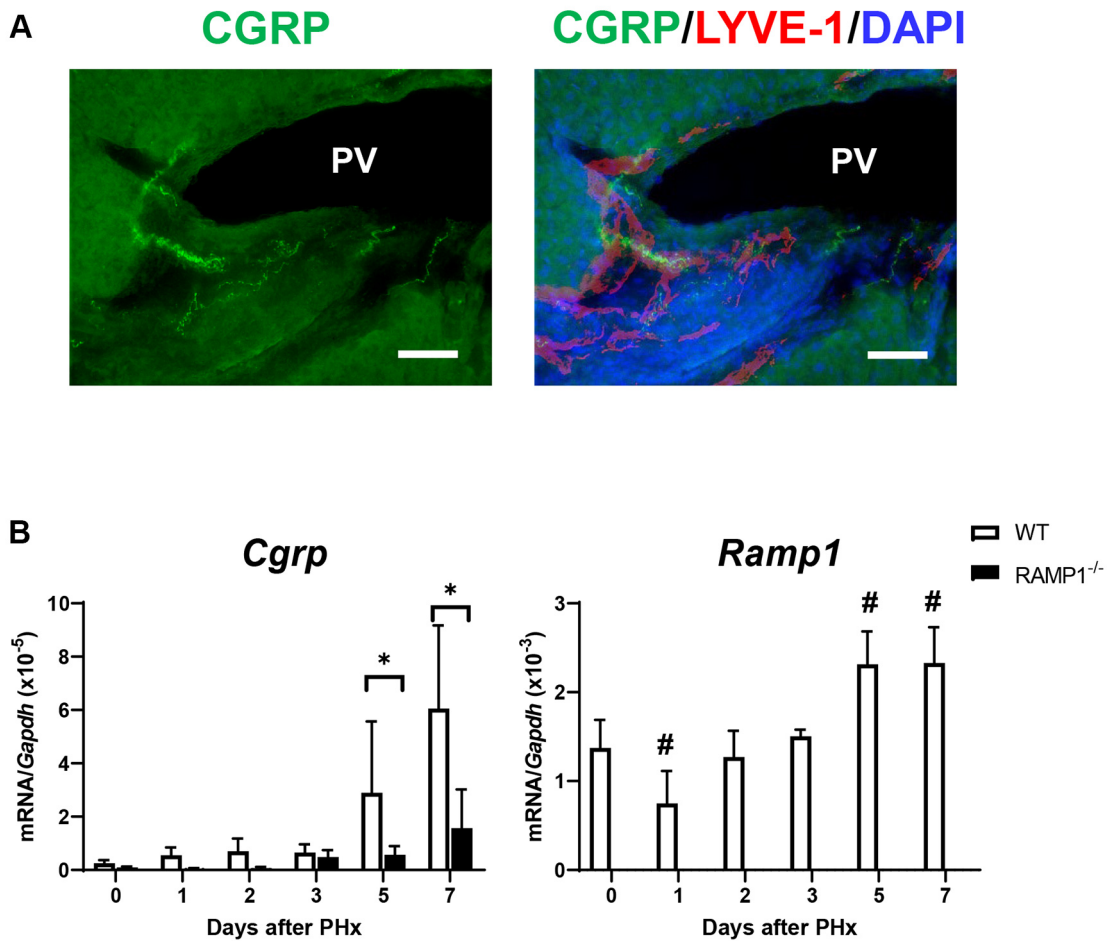 A
CGRP
CGRP/LYVE-1/DAPI
PV
PV
B
Cgrp
Ramp1
WT
RAMP1-/-
mRNA/Gapdh (x10-5)
10
8
6
4
2
0
*
*
0 1 2 3 5 7
Days after PHx
mRNA/Gapdh (x10-3)
3
2
1
0
#
#
#
0 1 2 3 5 7
Days after PHx